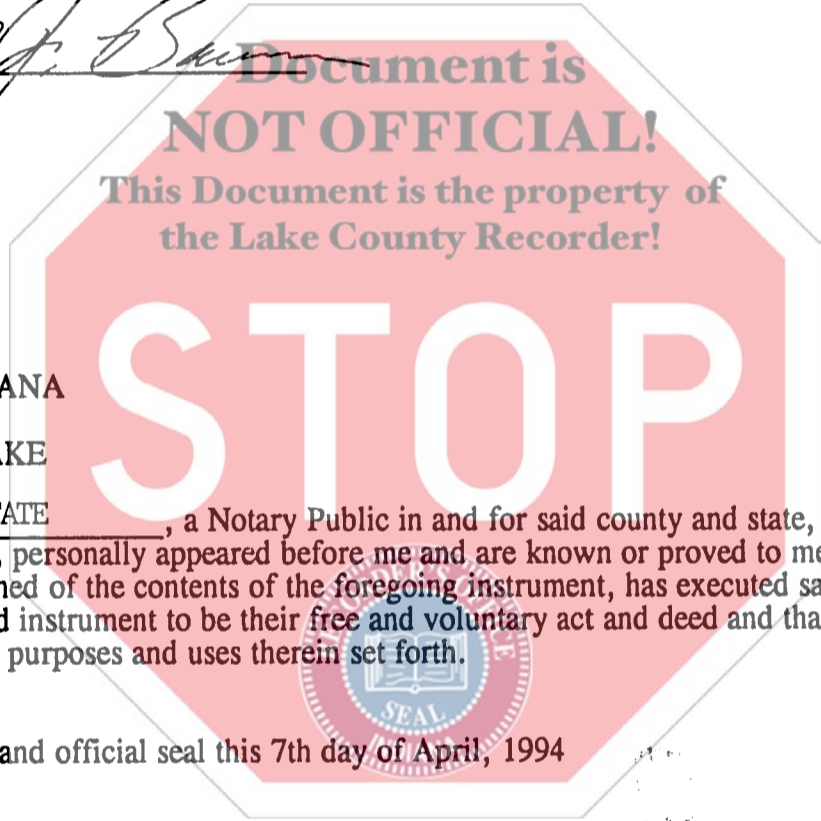 Document is
NOT OFFICIAL!
This Document is the property of
the Lake County Recorder!
STOP
ANA
AKE
ATE , a Notary Public in and for said county and state,
, personally appeared before me and are known or proved to me
ned of the contents of the foregoing instrument, has executed sa
d instrument to be their free and voluntary act and deed and tha
purposes and uses therein set forth.
SEAL
and official seal this 7th day of April, 1994